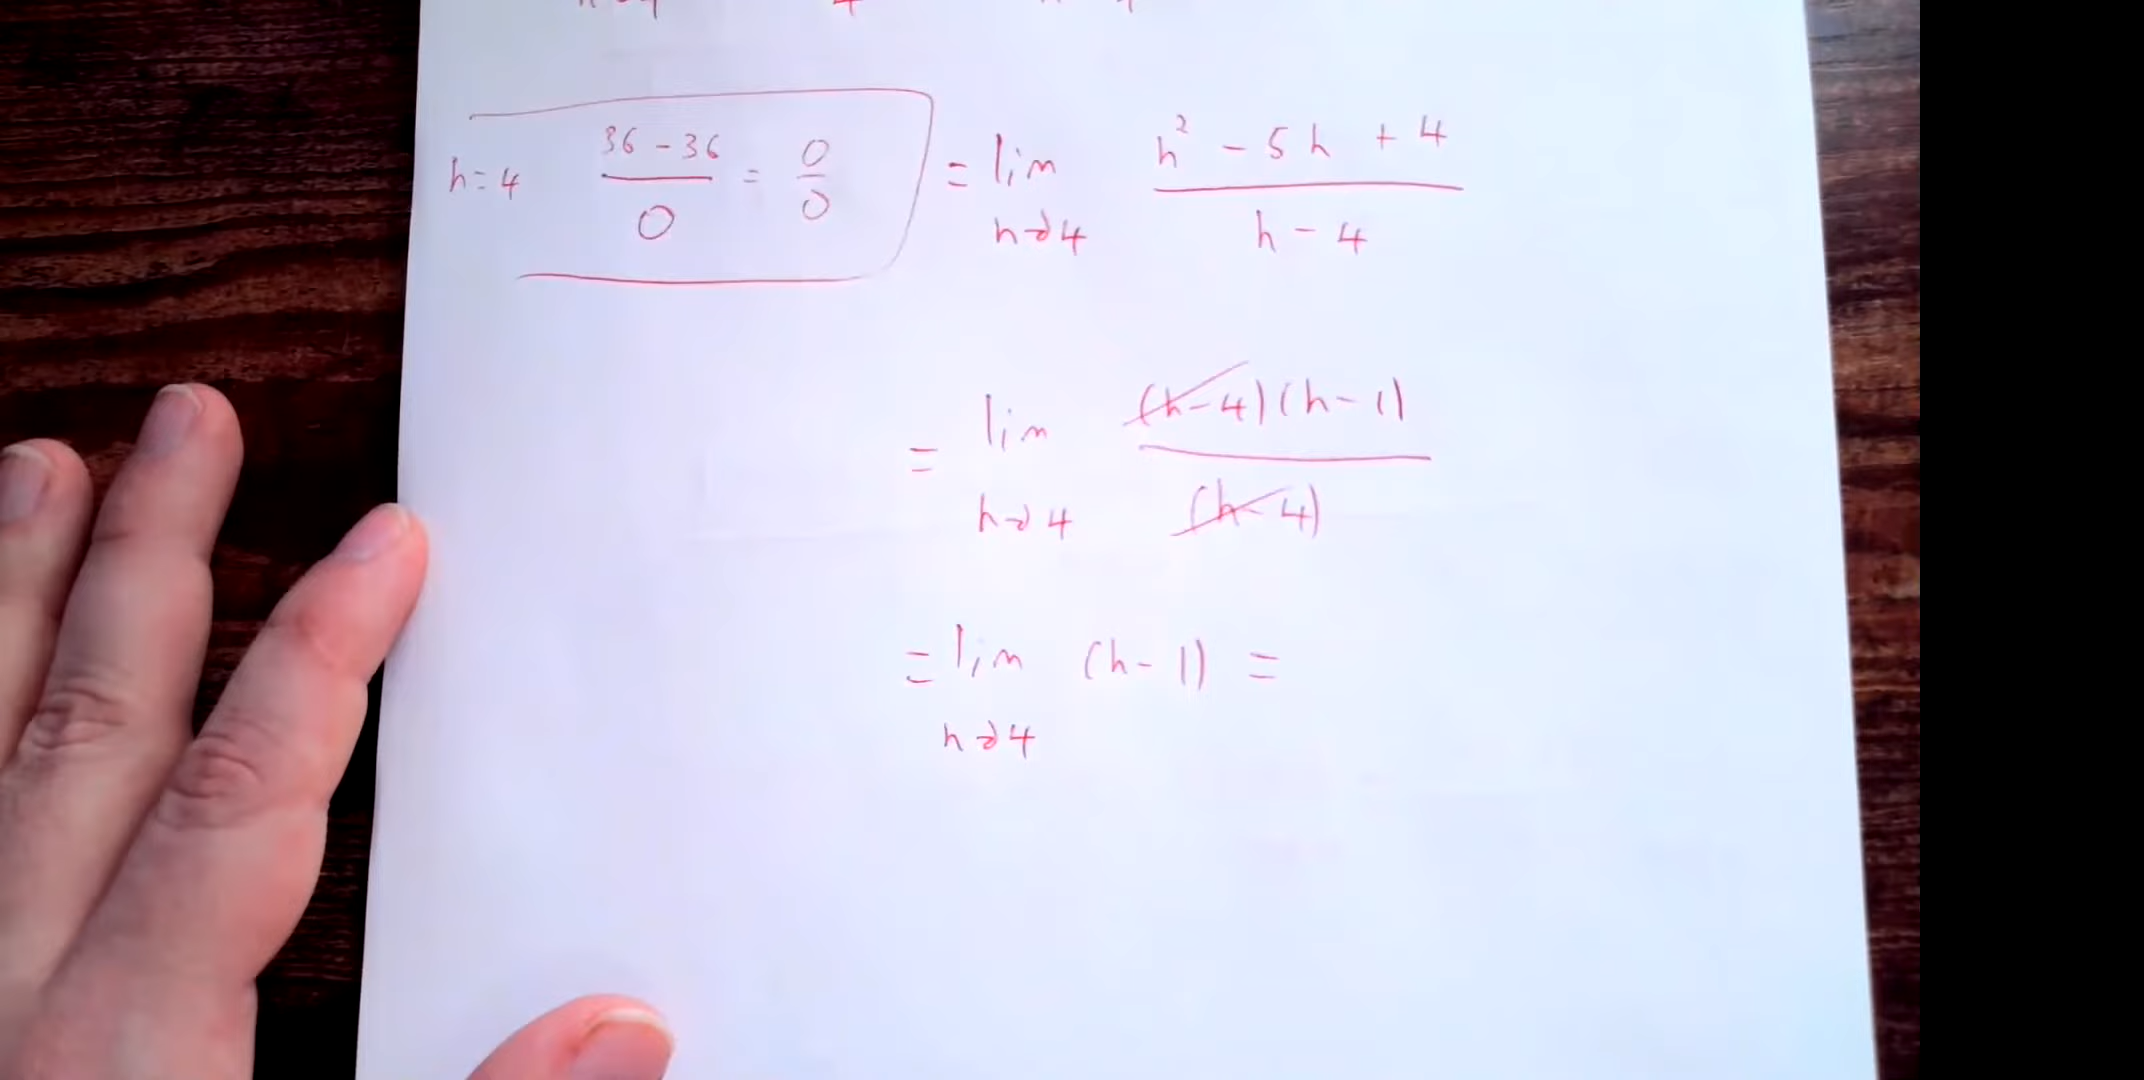 h=4 36-36/0 = 0/0 = lim h→4 h²-5h+4/h-4
= lim h→4 (h-4)(h-1)/(h-4)
= lim h→4 (h-1) =